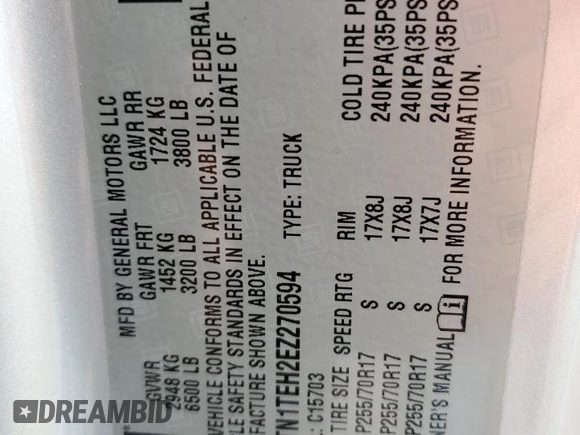 MFD BY GENERAL MOTORS LLC
GVWR GAWR FRT GAWR RR
2948 KG 1452 KG 1724 KG
6500 LB 3200 LB 3800 LB
VEHICLE CONFORMS TO ALL APPLICABLE U.S. FEDERAL
SAFETY STANDARDS IN EFFECT ON THE DATE OF
FACTURE SHOWN ABOVE.
TN1TEH2EZ270594 TYPE: TRUCK
: C15703
TIRE SIZE SPEED RTG RIM COLD TIRE
P255/70R17 S 17X8J 240KPA(35PS
P255/70R17 S 17X8J 240KPA(35PS
P255/70R17 S 17X7J 240KPA(35PS
NER'S MANUAL FOR MORE INFORMATION.
DREAMBID